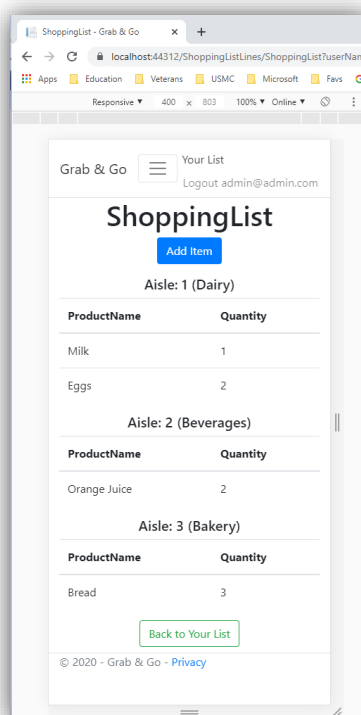 ShoppingList - Grab & Go
localhost:44312/ShoppingListLines/ShoppingList?userNam
Apps Education Veterans USMC Microsoft Favs
Responsive ▼ 400 × 803 100% ▼ Online ▼
Grab & Go
Your List
Logout admin@admin.com
ShoppingList
Add Item
Aisle: 1 (Dairy)
ProductName Quantity
Milk 1
Eggs 2
Aisle: 2 (Beverages)
ProductName Quantity
Orange Juice 2
Aisle: 3 (Bakery)
ProductName Quantity
Bread 3
Back to Your List
© 2020 - Grab & Go - Privacy